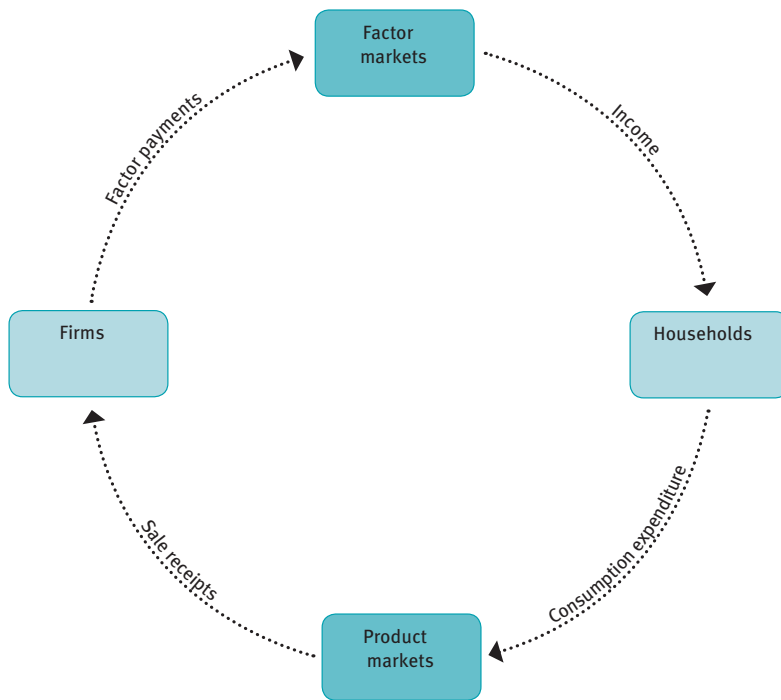 Factor
markets
Factor payments
Income
Firms
Households
Sale receipts
Consumption expenditure
Product
markets